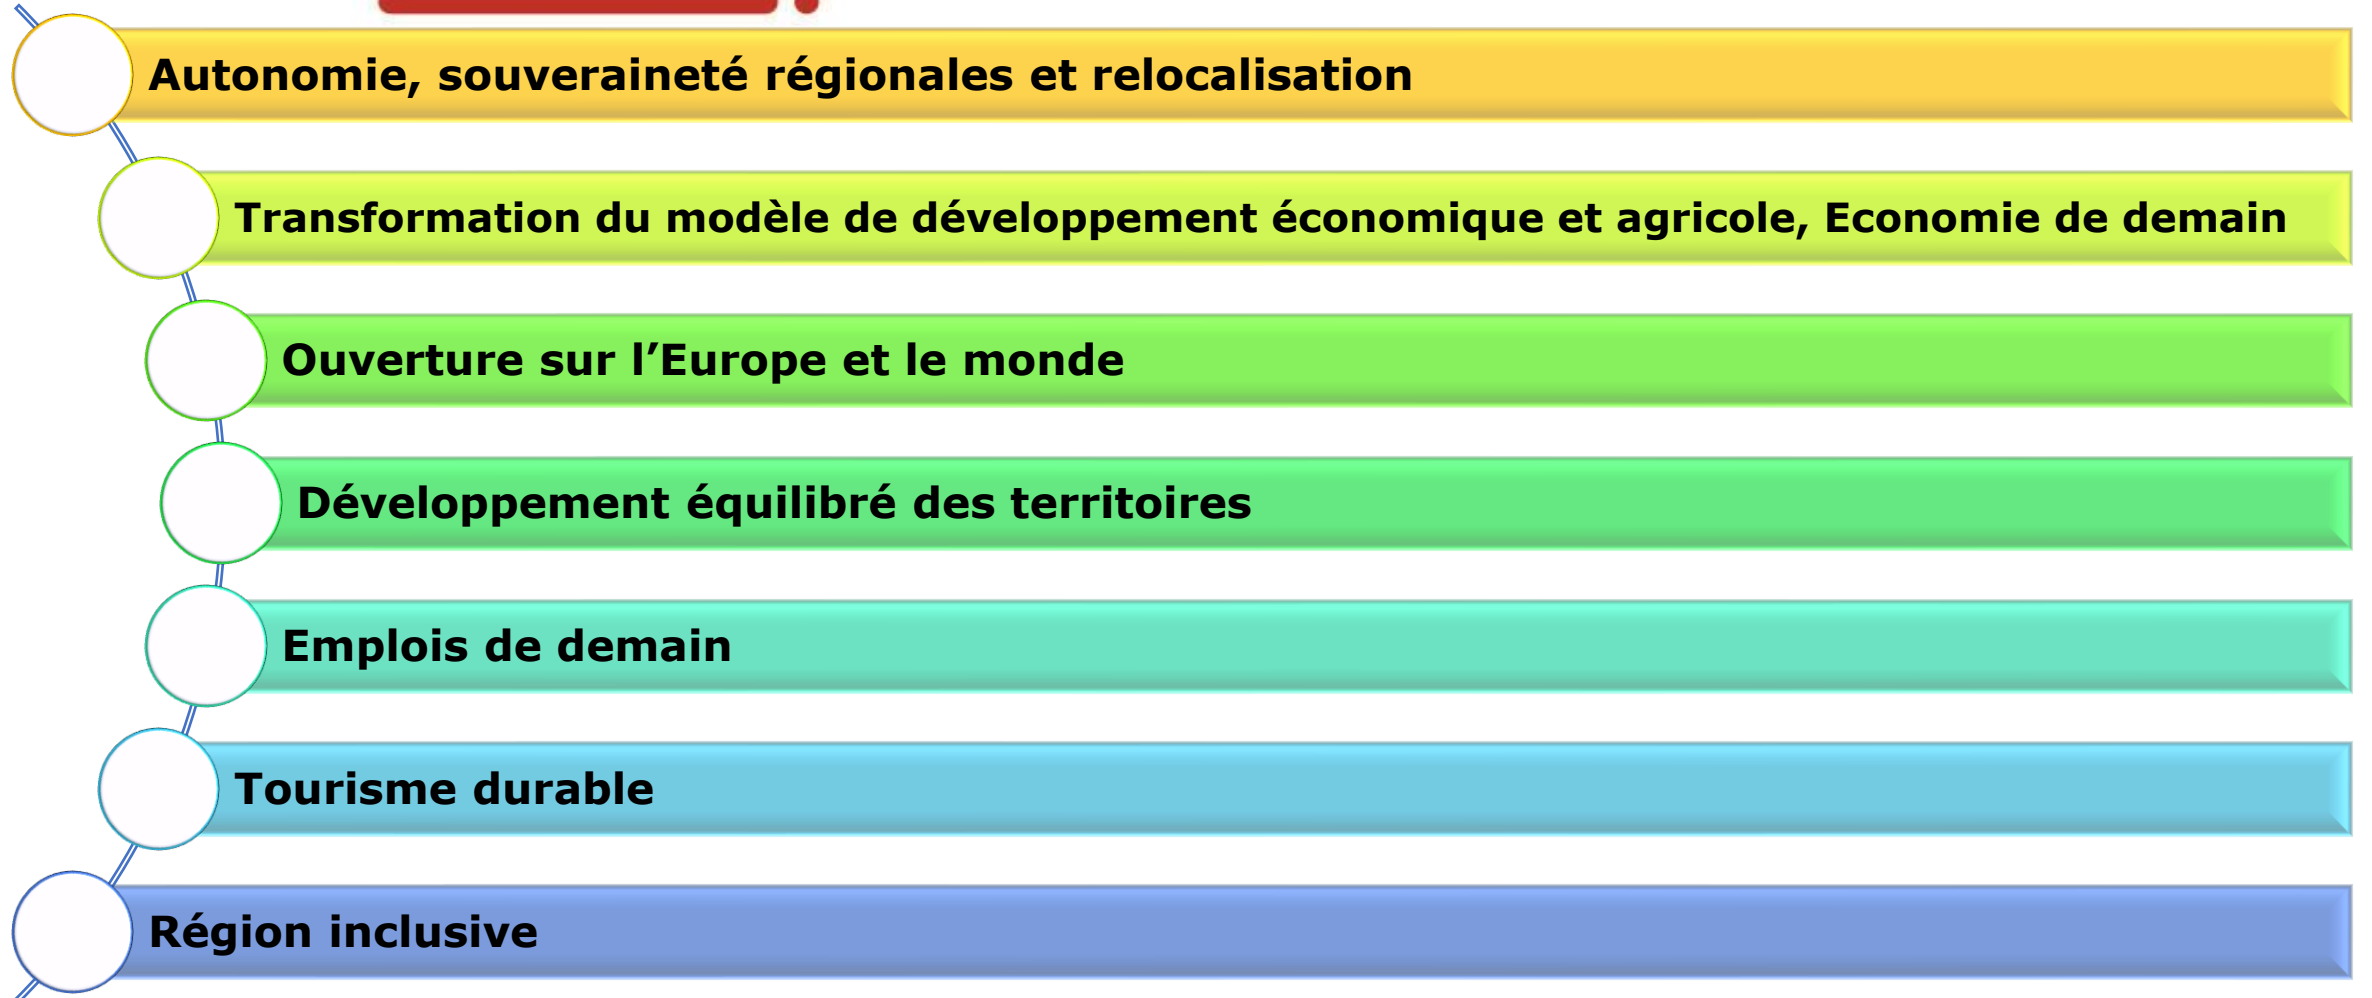 Autonomie, souveraineté régionales et relocalisation
Transformation du modèle de développement économique et agricole, Economie de demain
Ouverture sur l’Europe et le monde
Développement équilibré des territoires
Emplois de demain
Tourisme durable
Région inclusive